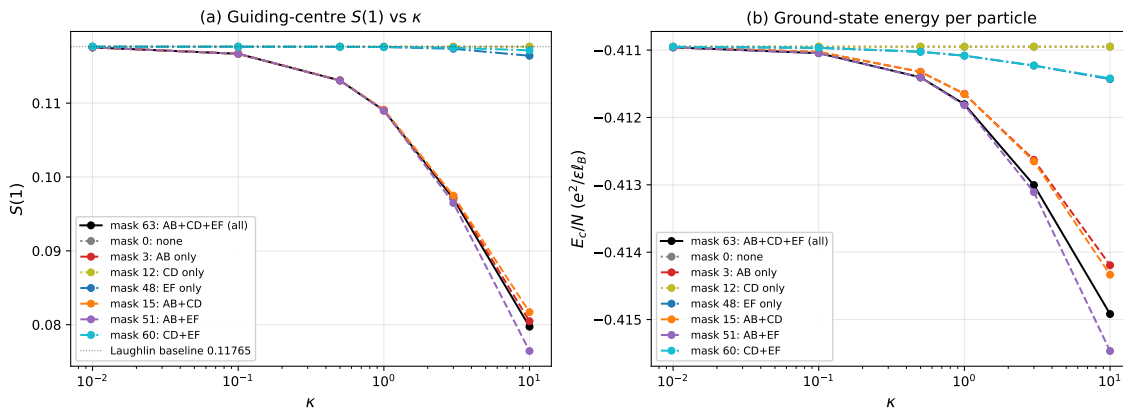 (a) Guiding-centre S(1) vs κ
S(1)
0.11
0.10
0.09
0.08
mask 63: AB+CD+EF (all)
mask 0: none
mask 3: AB only
mask 12: CD only
mask 48: EF only
mask 15: AB+CD
mask 51: AB+EF
mask 60: CD+EF
Laughlin baseline 0.11765
10⁻² 10⁻¹ 10⁰ 10¹
κ
(b) Ground-state energy per particle
E_c/N (e²/εℓ_B)
−0.411
−0.412
−0.413
−0.414
−0.415
mask 63: AB+CD+EF (all)
mask 0: none
mask 3: AB only
mask 12: CD only
mask 48: EF only
mask 15: AB+CD
mask 51: AB+EF
mask 60: CD+EF
10⁻² 10⁻¹ 10⁰ 10¹
κ